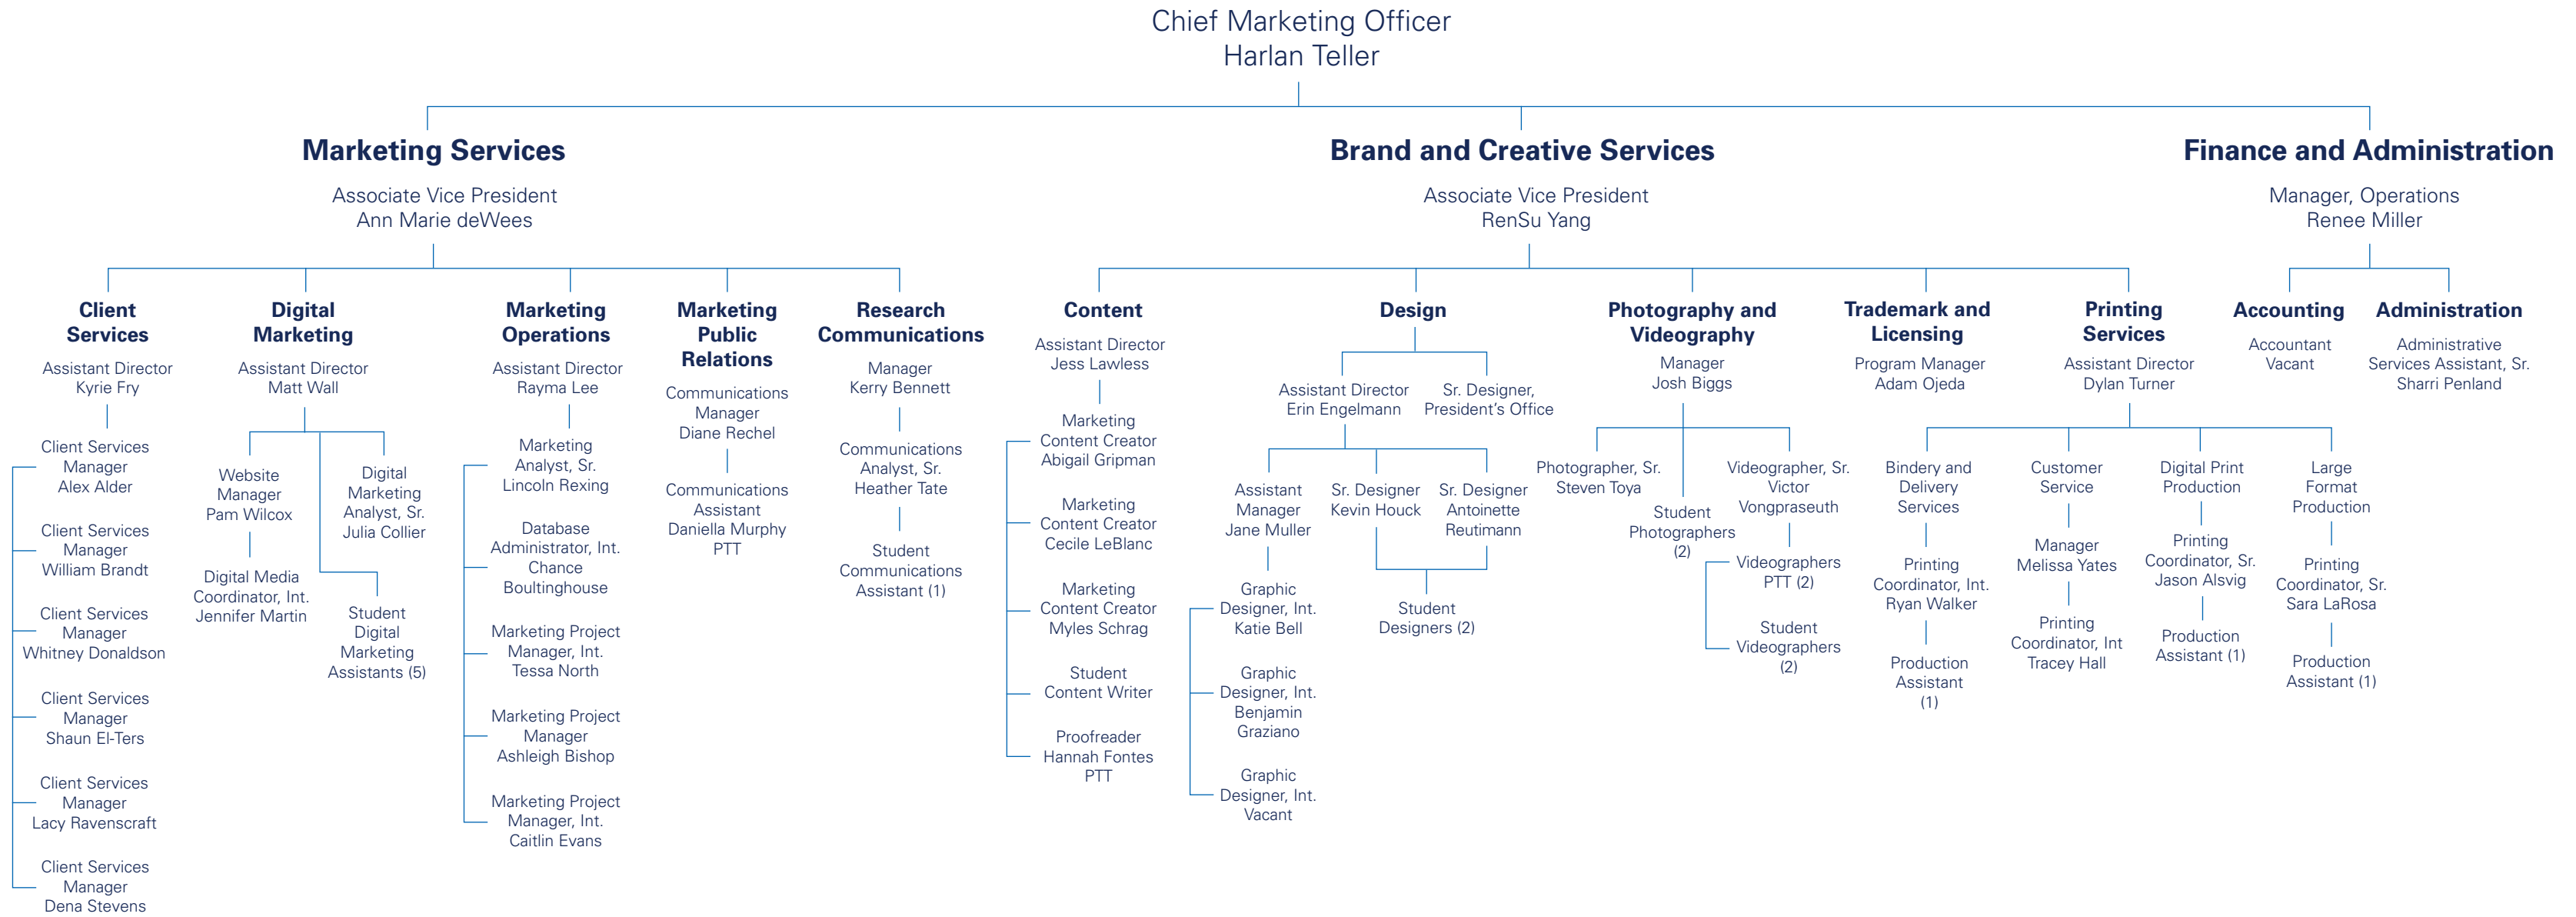 Chief Marketing Officer
Harlan Teller
Marketing Services
Associate Vice President
Ann Marie deWees
Brand and Creative Services
Associate Vice President
RenSu Yang
Finance and Administration
Manager, Operations
Renee Miller
Client
Services
Assistant Director
Kyrie Fry
Client Services
Manager
Alex Alder
Client Services
Manager
William Brandt
Client Services
Manager
Whitney Donaldson
Client Services
Manager
Shaun El-Ters
Client Services
Manager
Lacy Ravenscraft
Client Services
Manager
Dena Stevens
Digital
Marketing
Assistant Director
Matt Wall
Website
Manager
Pam Wilcox
Digital Media
Coordinator, Int.
Jennifer Martin
Digital
Marketing
Analyst, Sr.
Julia Collier
Student
Digital
Marketing
Assistants (5)
Marketing
Operations
Assistant Director
Rayma Lee
Marketing
Analyst, Sr.
Lincoln Rexing
Database
Administrator, Int.
Chance
Boultinghouse
Marketing Project
Manager, Int.
Tessa North
Marketing Project
Manager
Ashleigh Bishop
Marketing Project
Manager, Int.
Caitlin Evans
Marketing
Public
Relations
Communications
Manager
Diane Rechel
Communications
Assistant
Daniella Murphy
PTT
Research
Communications
Manager
Kerry Bennett
Communications
Analyst, Sr.
Heather Tate
Student
Communications
Assistant (1)
Content
Assistant Director
Jess Lawless
Marketing
Content Creator
Abigail Gripman
Marketing
Content Creator
Cecile LeBlanc
Marketing
Content Creator
Myles Schrag
Student
Content Writer
Proofreader
Hannah Fontes
PTT
Design
Assistant Director
Erin Engelmann
Sr. Designer,
President’s Office
Assistant
Manager
Jane Muller
Graphic
Designer, Int.
Katie Bell
Graphic
Designer, Int.
Benjamin
Graziano
Graphic
Designer, Int.
Vacant
Sr. Designer
Kevin Houck
Sr. Designer
Antoinette
Reutimann
Student
Designers (2)
Photography and
Videography
Manager
Josh Biggs
Photographer, Sr.
Steven Toya
Student
Photographers
(2)
Videographer, Sr.
Victor
Vongpraseuth
Videographers
PTT (2)
Student
Videographers
(2)
Trademark and
Licensing
Program Manager
Adam Ojeda
Printing
Services
Assistant Director
Dylan Turner
Bindery and
Delivery
Services
Printing
Coordinator, Int.
Ryan Walker
Production
Assistant
(1)
Customer
Service
Manager
Melissa Yates
Printing
Coordinator, Int
Tracey Hall
Digital Print
Production
Printing
Coordinator, Sr.
Jason Alsvig
Production
Assistant (1)
Large
Format
Production
Printing
Coordinator, Sr.
Sara LaRosa
Production
Assistant (1)
Accounting
Accountant
Vacant
Administration
Administrative
Services Assistant, Sr.
Sharri Penland